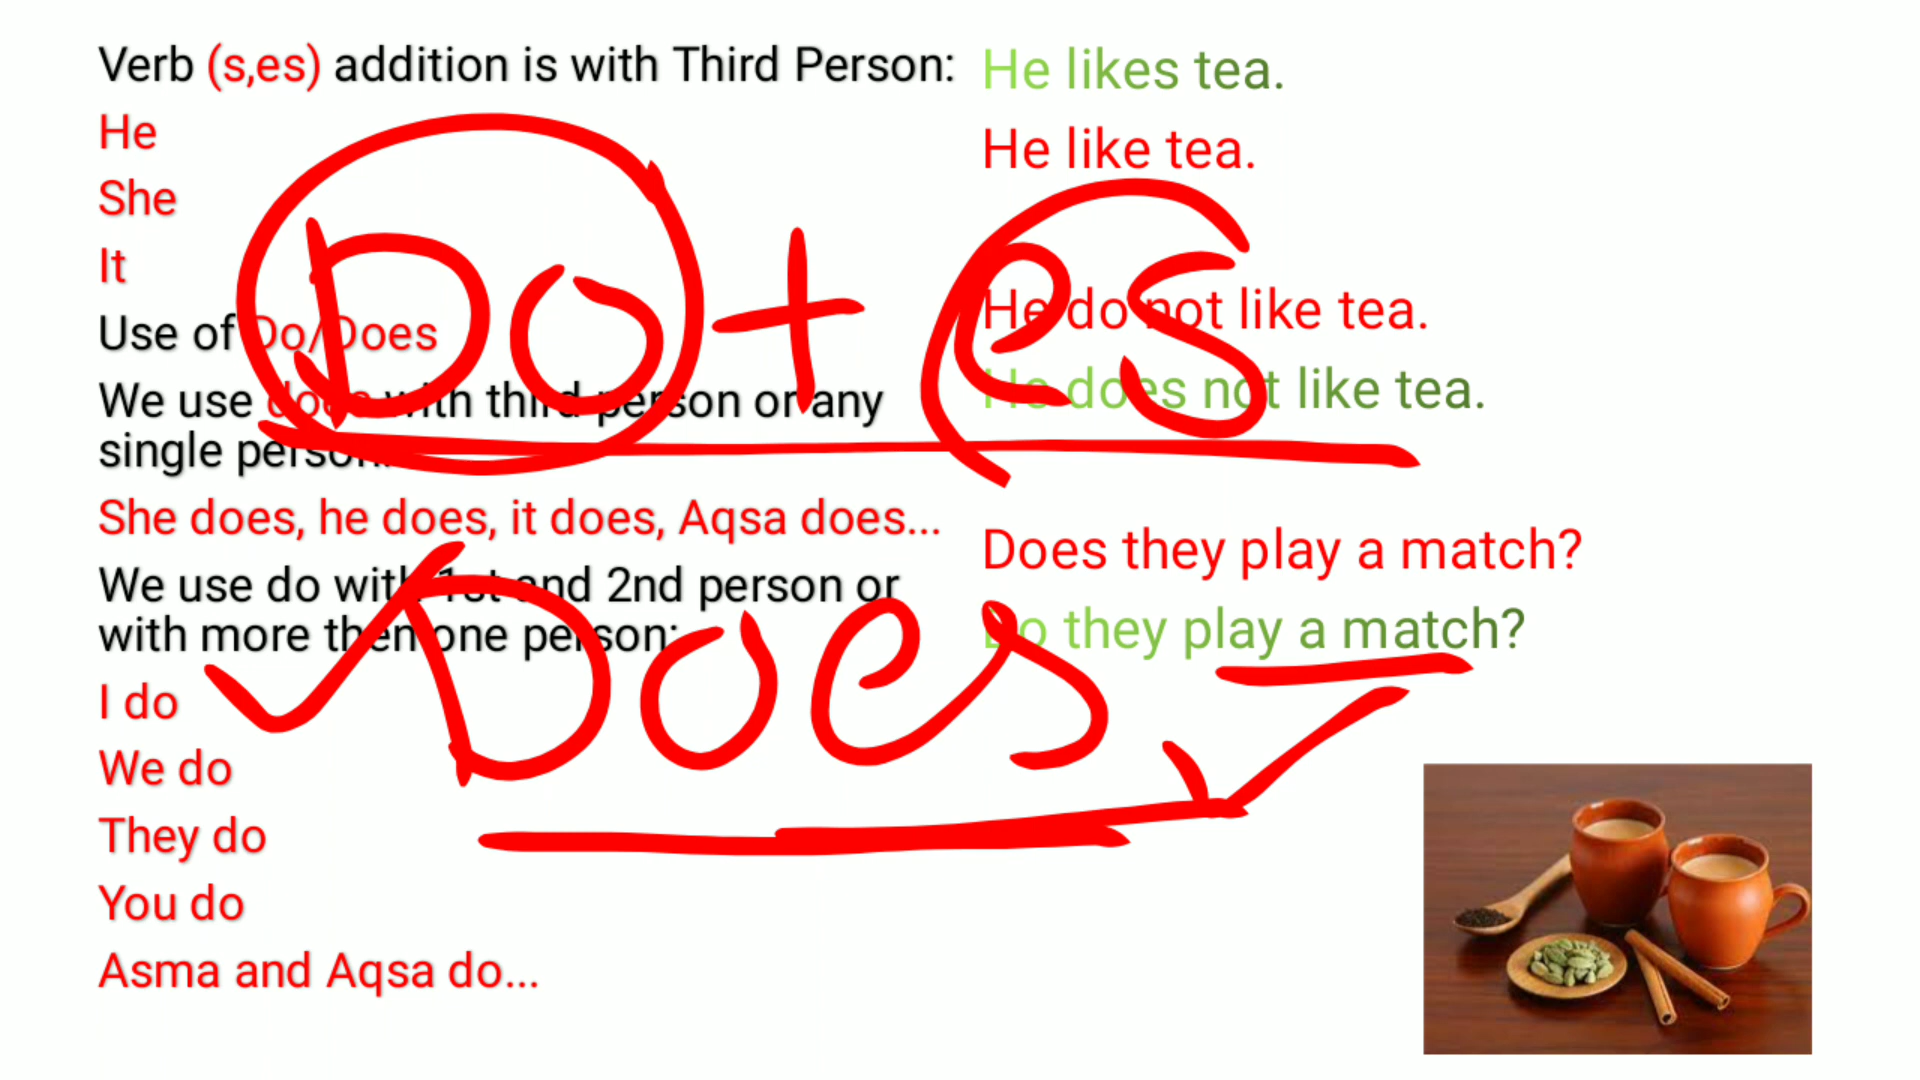 Verb (s,es) addition is with Third Person:
He
She
It
Use of Do/Does
We use does with third person or any
single person.
She does, he does, it does, Aqsa does...
We use do with 1st and 2nd person or
with more then one person:
I do
We do
They do
You do
Asma and Aqsa do...
He likes tea.
He like tea.
He do not like tea.
He does not like tea.
Does they play a match?
Do they play a match?
Do + es
Does